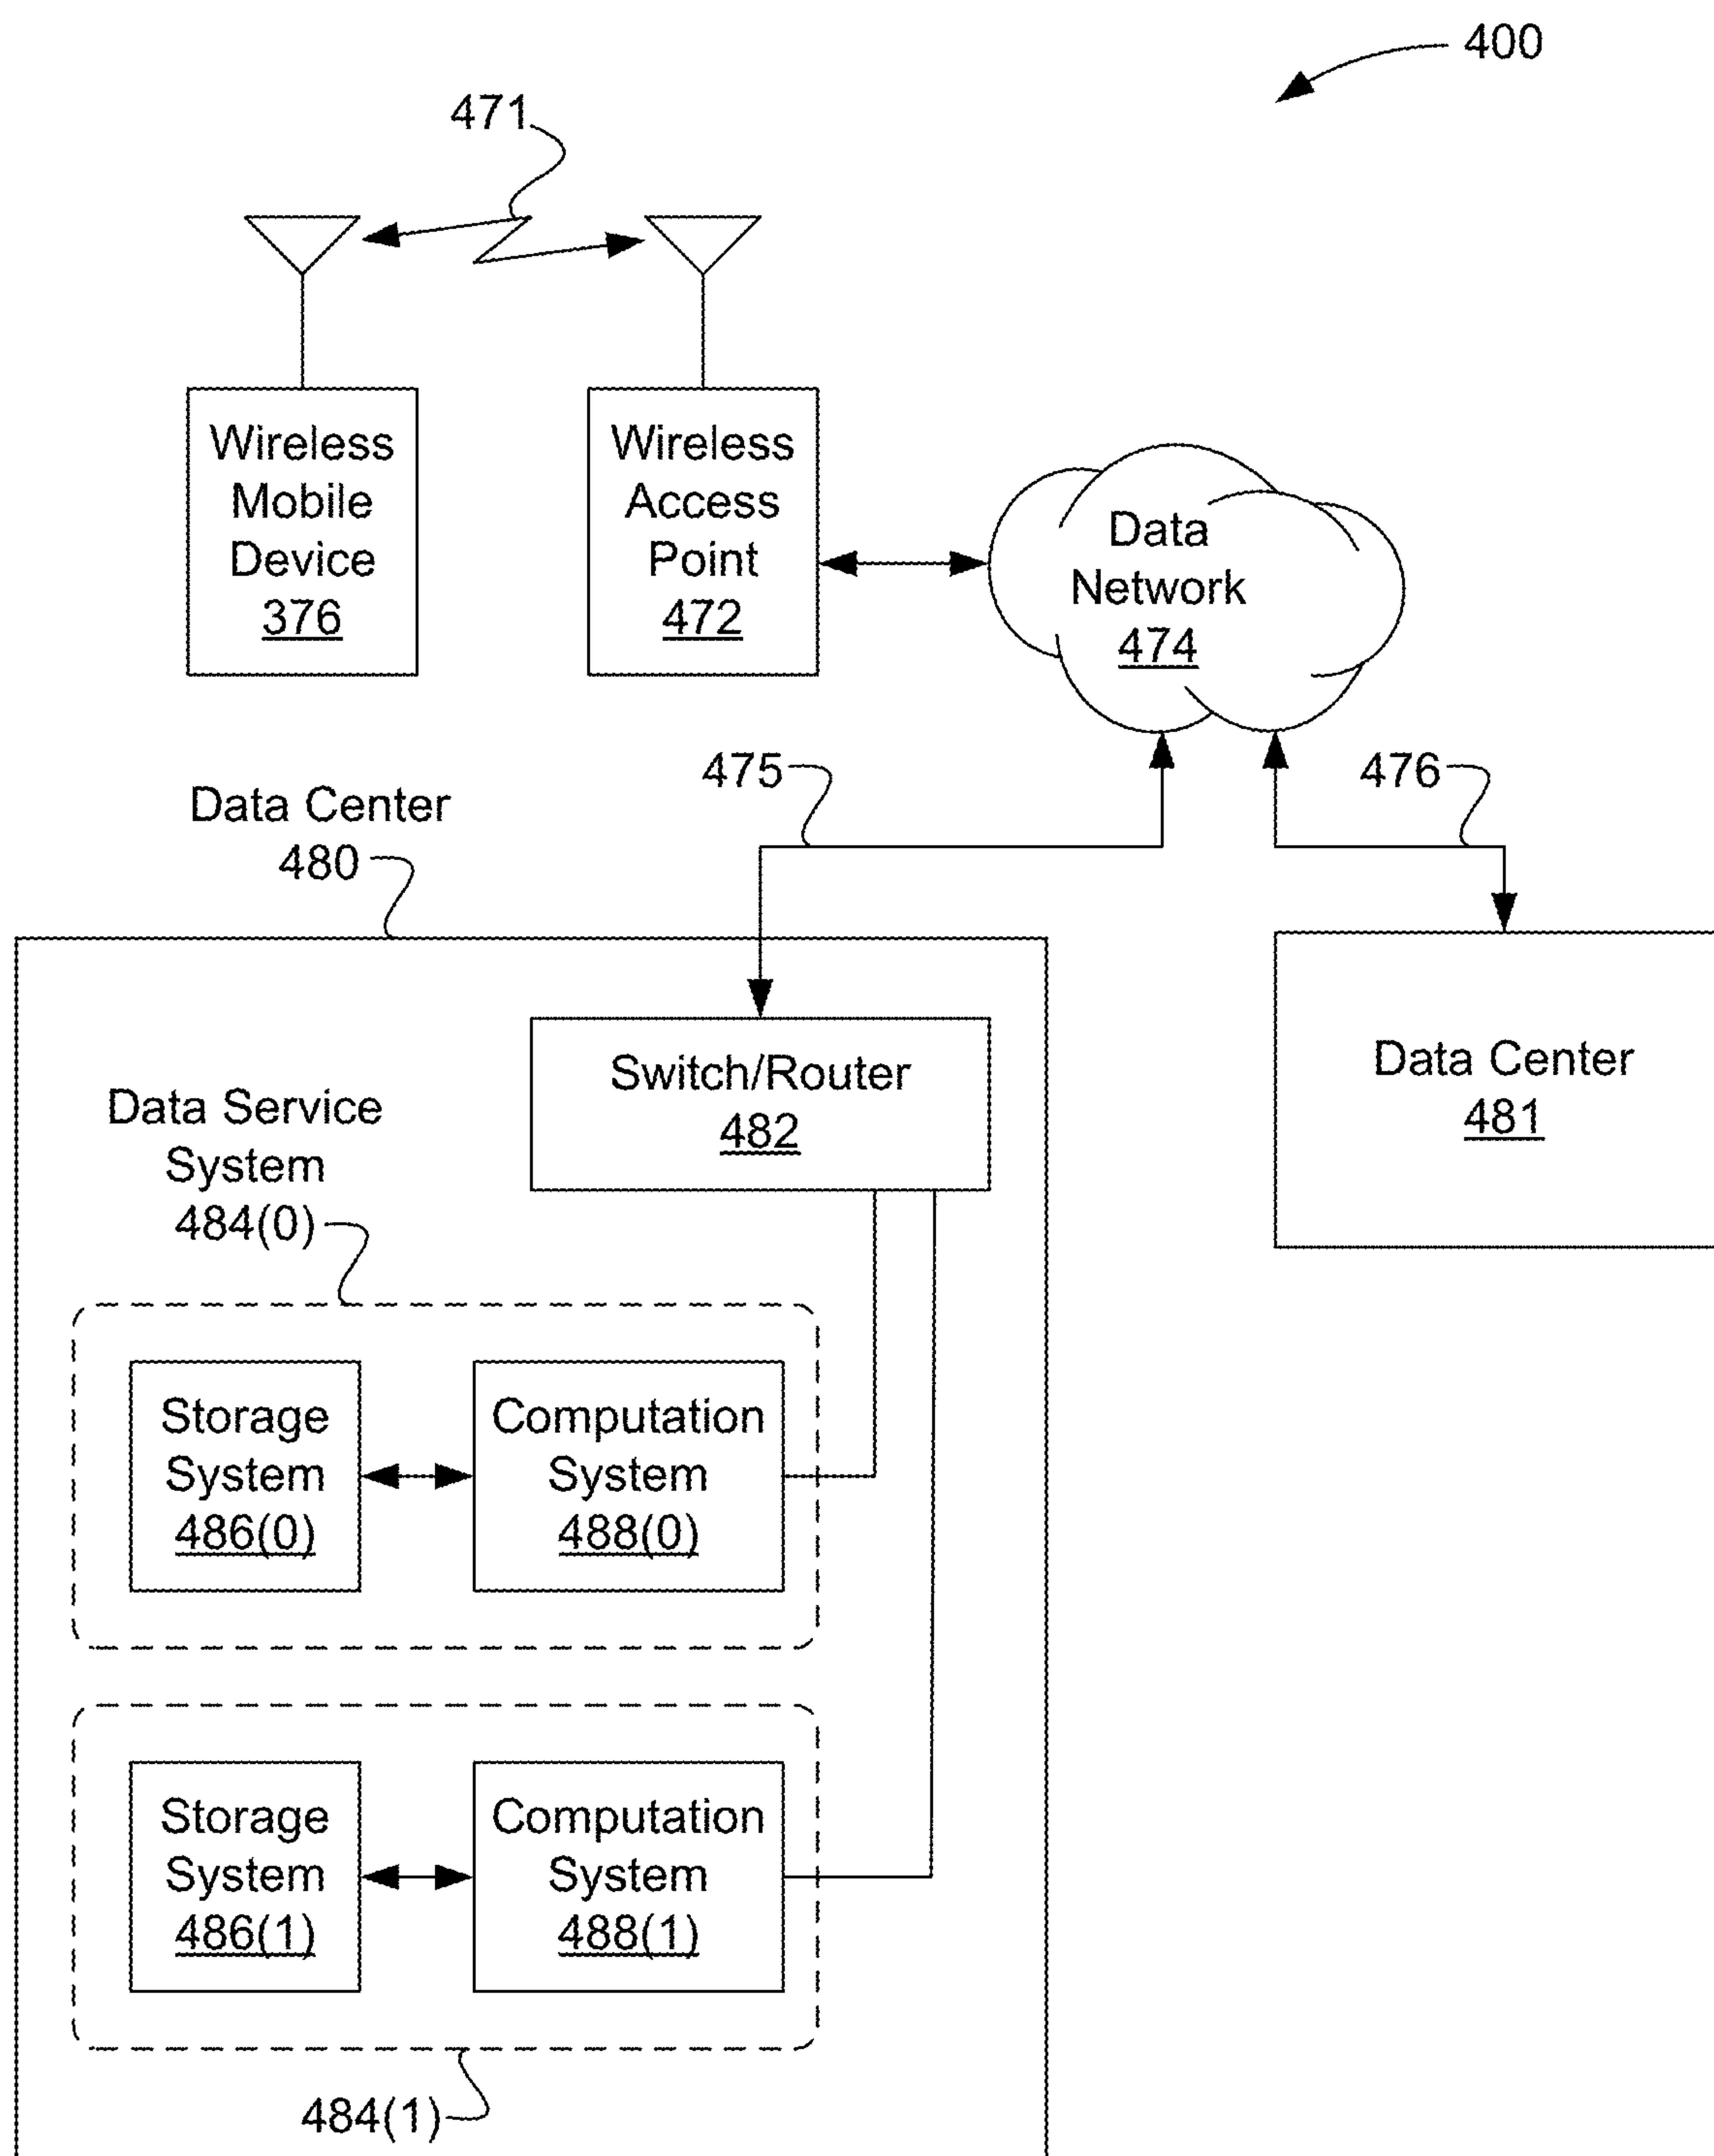 400
471
Wireless
Mobile
Device
376
Wireless
Access
Point
472
Data
Network
474
475
476
Data Center
480
Switch/Router
482
Data Center
481
Data Service
System
484(0)
Storage
System
486(0)
Computation
System
488(0)
Storage
System
486(1)
Computation
System
488(1)
484(1)